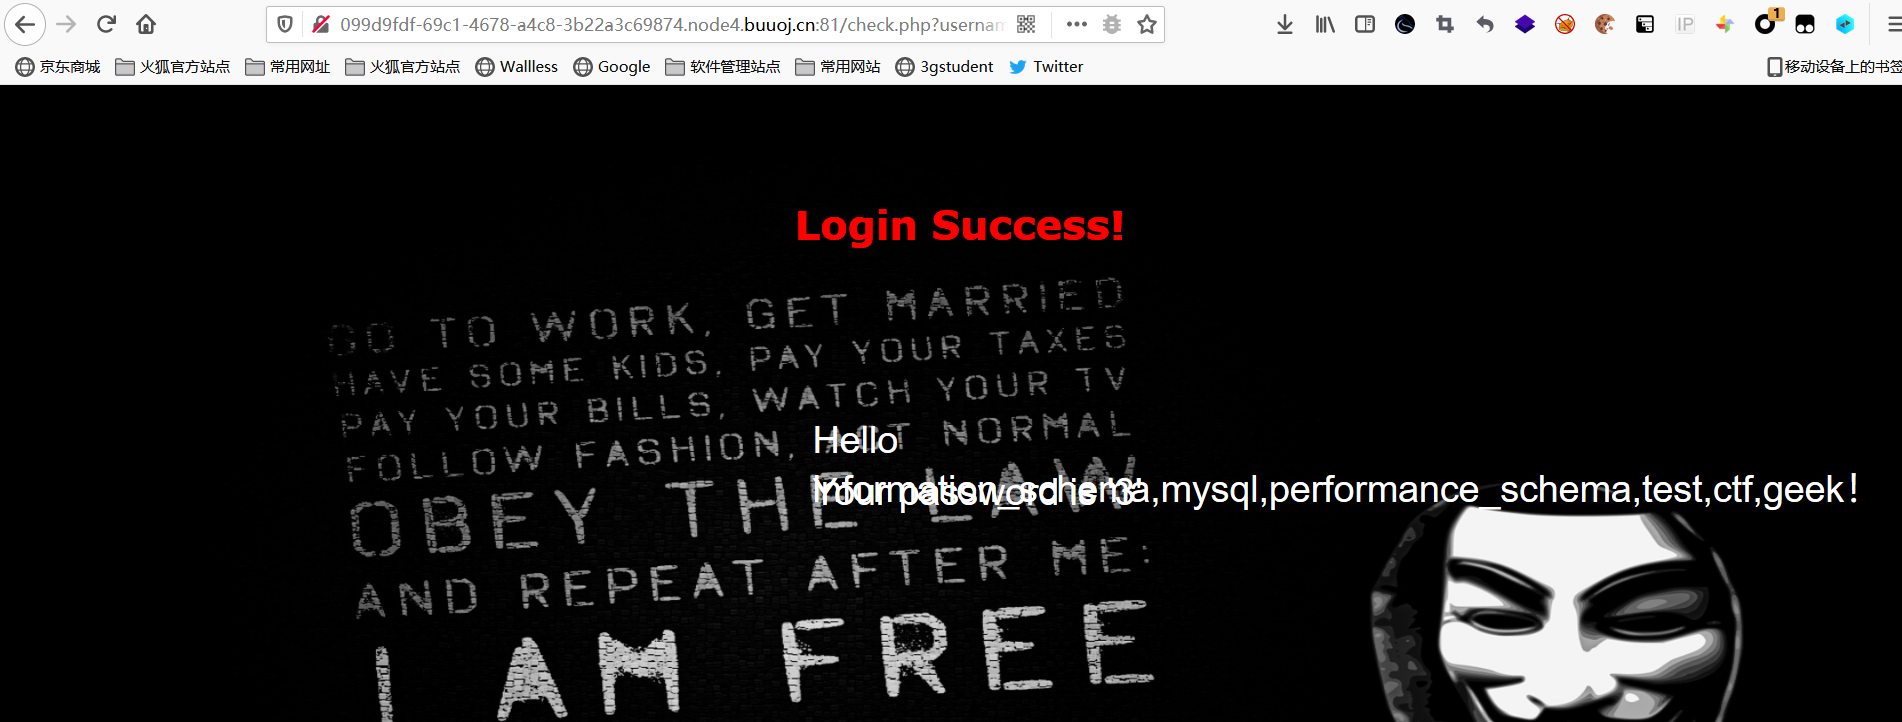 099d9fdf-69c1-4678-a4c8-3b22a3c69874.node4.buuoj.cn:81/check.php?usernam
IP
1
京东商城 火狐官方站点 常用网址 火狐官方站点 Wallless Google 软件管理站点 常用网站 3gstudent Twitter 移动设备上的书签
Login Success!
GO TO WORK, GET MARRIED
HAVE SOME KIDS, PAY YOUR TAXES
PAY YOUR BILLS, WATCH YOUR TV
FOLLOW FASHION, ACT NORMAL
OBEY THE LAW
AND REPEAT AFTER ME:
I AM FREE
Hello
information_schema,mysql,performance_schema,test,ctf,geek!
Your password is '3'